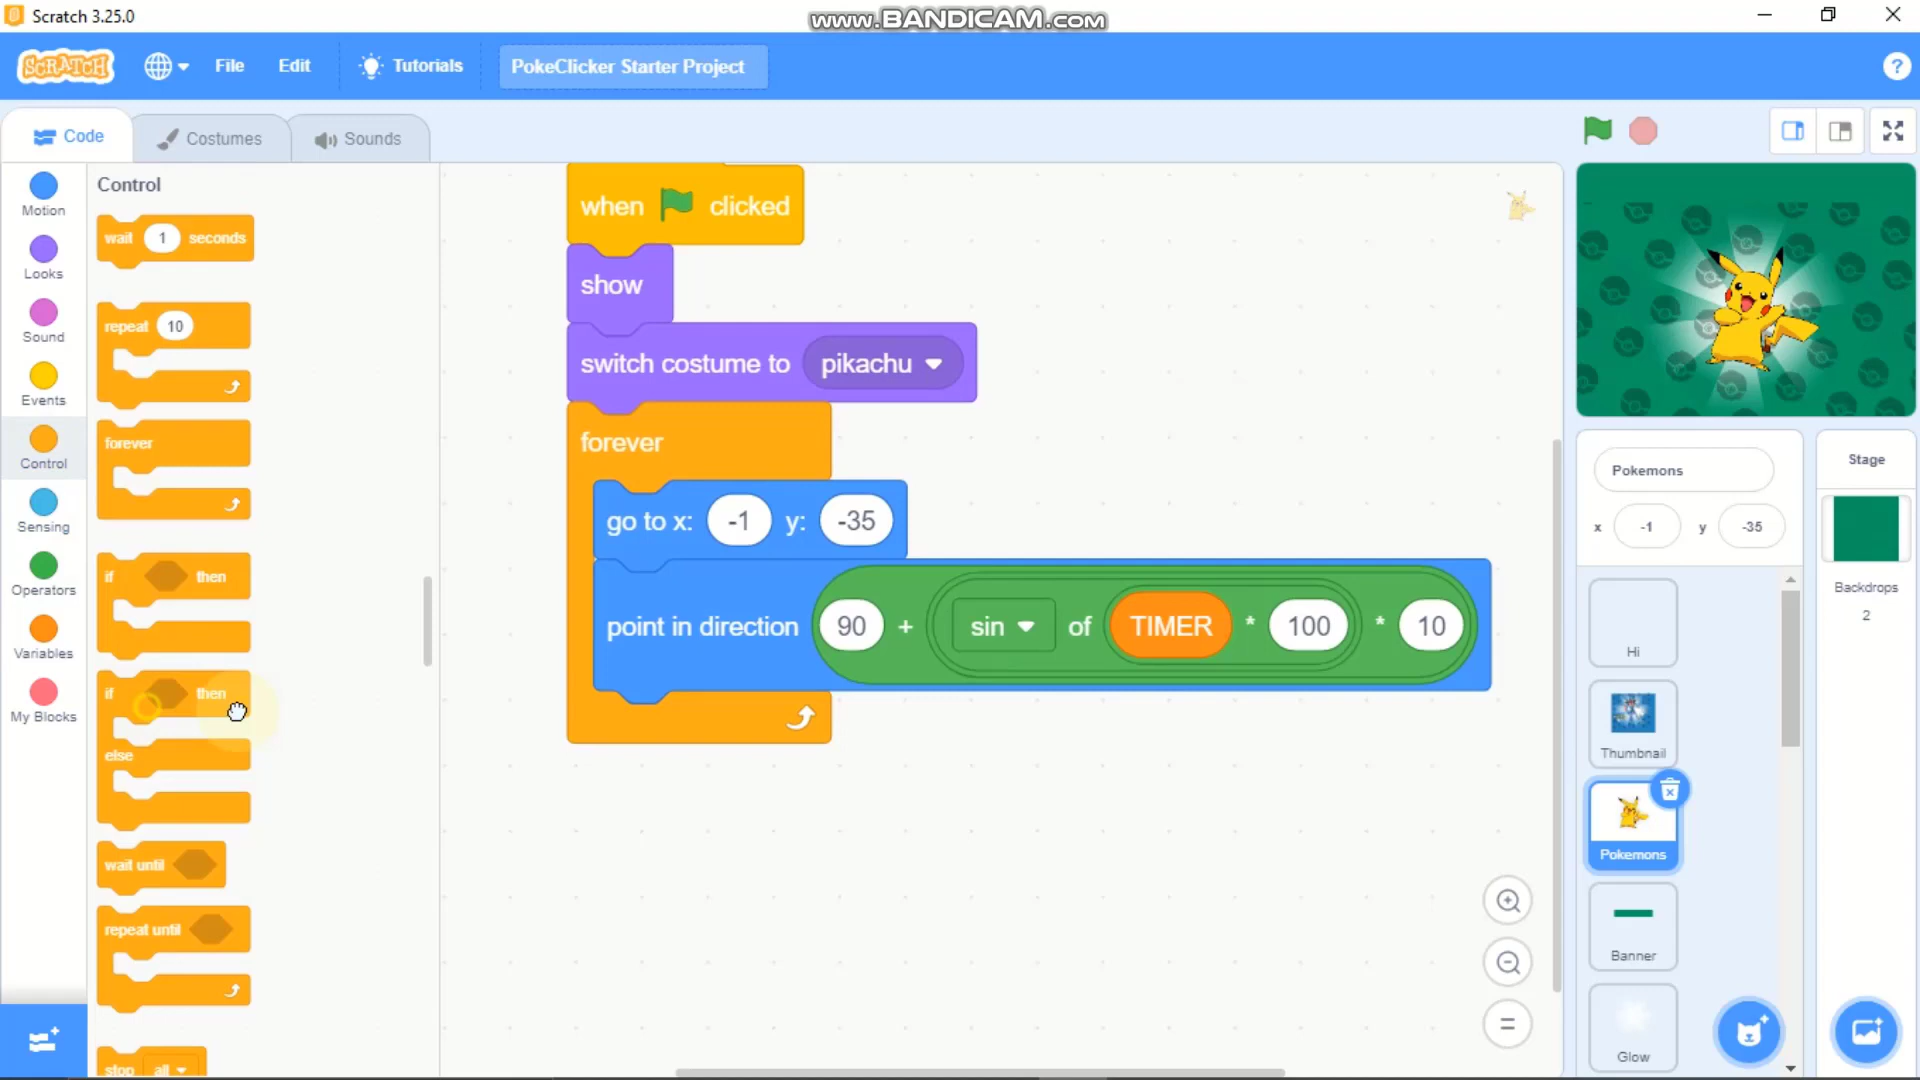 Scratch 3.25.0
www.BANDICAM.com
SCRATCH
File
Edit
Tutorials
PokeClicker Starter Project
?
Code
Costumes
Sounds
Motion
Looks
Sound
Events
Control
Sensing
Operators
Variables
My Blocks
Control
wait 1 seconds
repeat 10
forever
if then
if then
else
wait until
repeat until
stop all
when clicked
show
switch costume to pikachu
forever
go to x: -1 y: -35
point in direction 90 + sin of TIMER * 100 * 10
Pokemons
x -1 y -35
Hi
Thumbnail
Pokemons
Banner
Glow
Stage
Backdrops
2